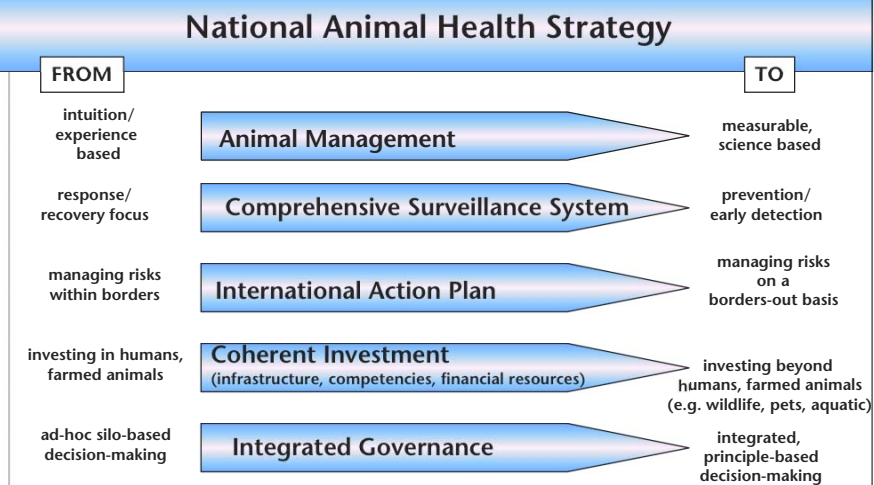 National Animal Health Strategy
FROM
TO
intuition/
experience
based
Animal Management
measurable,
science based
response/
recovery focus
Comprehensive Surveillance System
prevention/
early detection
managing risks
within borders
International Action Plan
managing risks
on a
borders-out basis
investing in humans,
farmed animals
Coherent Investment
(infrastructure, competencies, financial resources)
investing beyond
humans, farmed animals
(e.g. wildlife, pets, aquatic)
ad-hoc silo-based
decision-making
Integrated Governance
integrated,
principle-based
decision-making